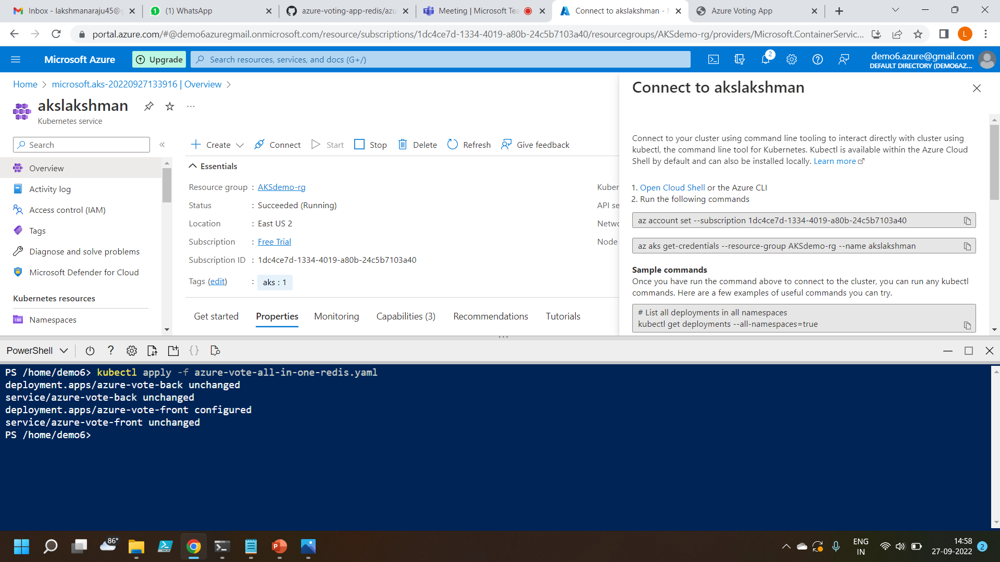 Inbox - lakshmanaraju45@g
(1) WhatsApp
azure-voting-app-redis/azu
Meeting | Microsoft Tea
Connect to akslakshman - M
Azure Voting App
portal.azure.com/#@demo6azuregmail.onmicrosoft.com/resource/subscriptions/1dc4ce7d-1334-4019-a80b-24c5b7103a40/resourcegroups/AKSdemo-rg/providers/Microsoft.ContainerServic...
L
Microsoft Azure
Upgrade
Search resources, services, and docs (G+/)
2
demo6.azure@gmail.com
DEFAULT DIRECTORY (DEMO6AZ...
Home > microsoft.aks-20220927133916 | Overview >
akslakshman
Kubernetes service
Search
Overview
Activity log
Access control (IAM)
Tags
Diagnose and solve problems
Microsoft Defender for Cloud
Kubernetes resources
Namespaces
Create
Connect
Start
Stop
Delete
Refresh
Give feedback
Essentials
Resource group : AKSdemo-rg
Status : Succeeded (Running)
Location : East US 2
Subscription : Free Trial
Subscription ID : 1dc4ce7d-1334-4019-a80b-24c5b7103a40
Tags (edit) : aks : 1
Kuber
API se
Netwo
Node
Get started
Properties
Monitoring
Capabilities (3)
Recommendations
Tutorials
Connect to akslakshman
Connect to your cluster using command line tooling to interact directly with cluster using
kubectl, the command line tool for Kubernetes. Kubectl is available within the Azure Cloud
Shell by default and can also be installed locally. Learn more
1. Open Cloud Shell or the Azure CLI
2. Run the following commands
az account set --subscription 1dc4ce7d-1334-4019-a80b-24c5b7103a40
az aks get-credentials --resource-group AKSdemo-rg --name akslakshman
Sample commands
Once you have run the command above to connect to the cluster, you can run any kubectl
commands. Here are a few examples of useful commands you can try.
# List all deployments in all namespaces
kubectl get deployments --all-namespaces=true
PowerShell
PS /home/demo6> kubectl apply -f azure-vote-all-in-one-redis.yaml
deployment.apps/azure-vote-back unchanged
service/azure-vote-back unchanged
deployment.apps/azure-vote-front configured
service/azure-vote-front unchanged
PS /home/demo6>
86°
ENG
IN
14:58
27-09-2022
2